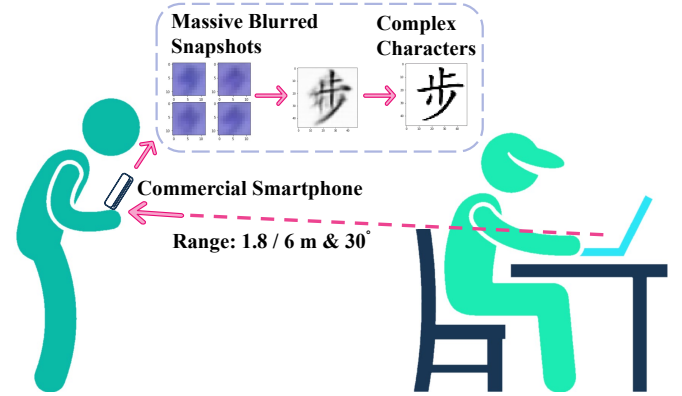 Massive Blurred
Snapshots
Complex
Characters
步
步
Commercial Smartphone
Range: 1.8 / 6 m & 30°